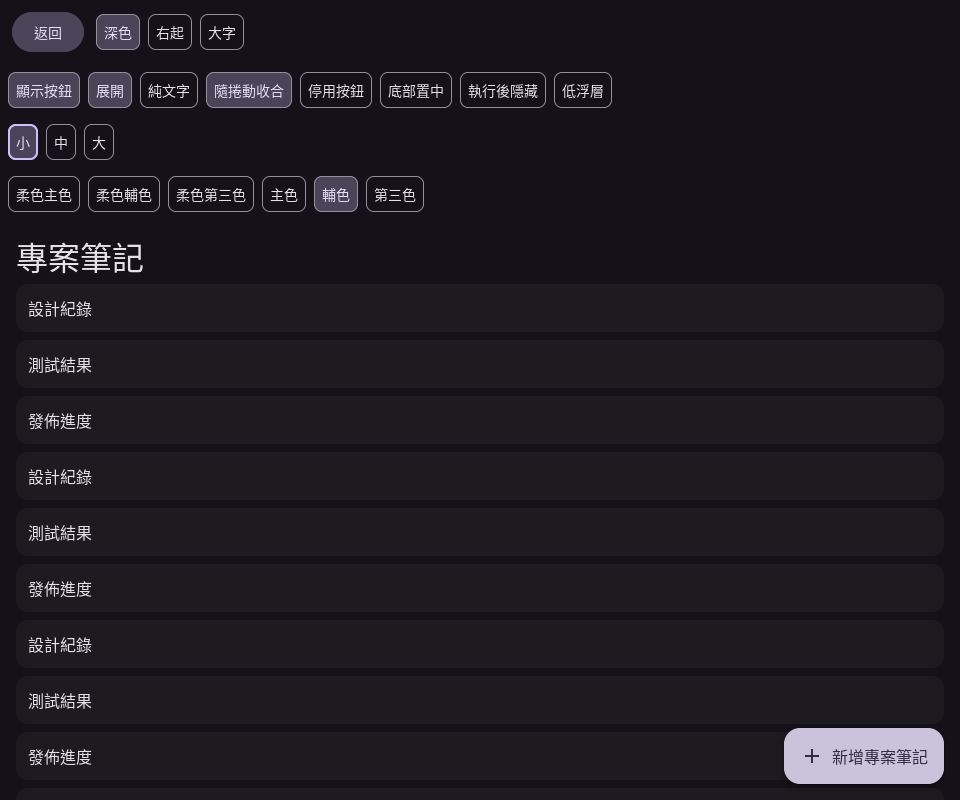 返回 深色 右起 大字
顯示按鈕 展開 純文字 隨捲動收合 停用按鈕 底部置中 執行後隱藏 低浮層
小 中 大
柔色主色 柔色輔色 柔色第三色 主色 輔色 第三色
專案筆記
設計紀錄
測試結果
發佈進度
設計紀錄
測試結果
發佈進度
設計紀錄
測試結果
發佈進度
新增專案筆記